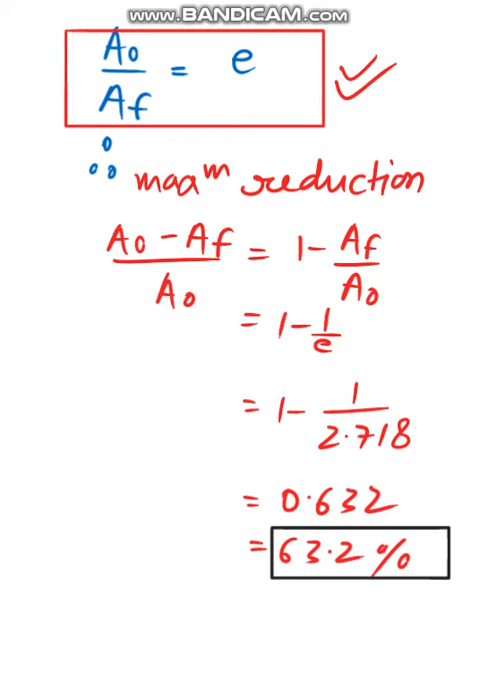 WWW.BANDICAM.COM
A0/Af = e
∴ maxᵐ reduction
(A0 - Af)/A0 = 1 - Af/A0
= 1 - 1/e
= 1 - 1/2.718
= 0.632
= 63.2%